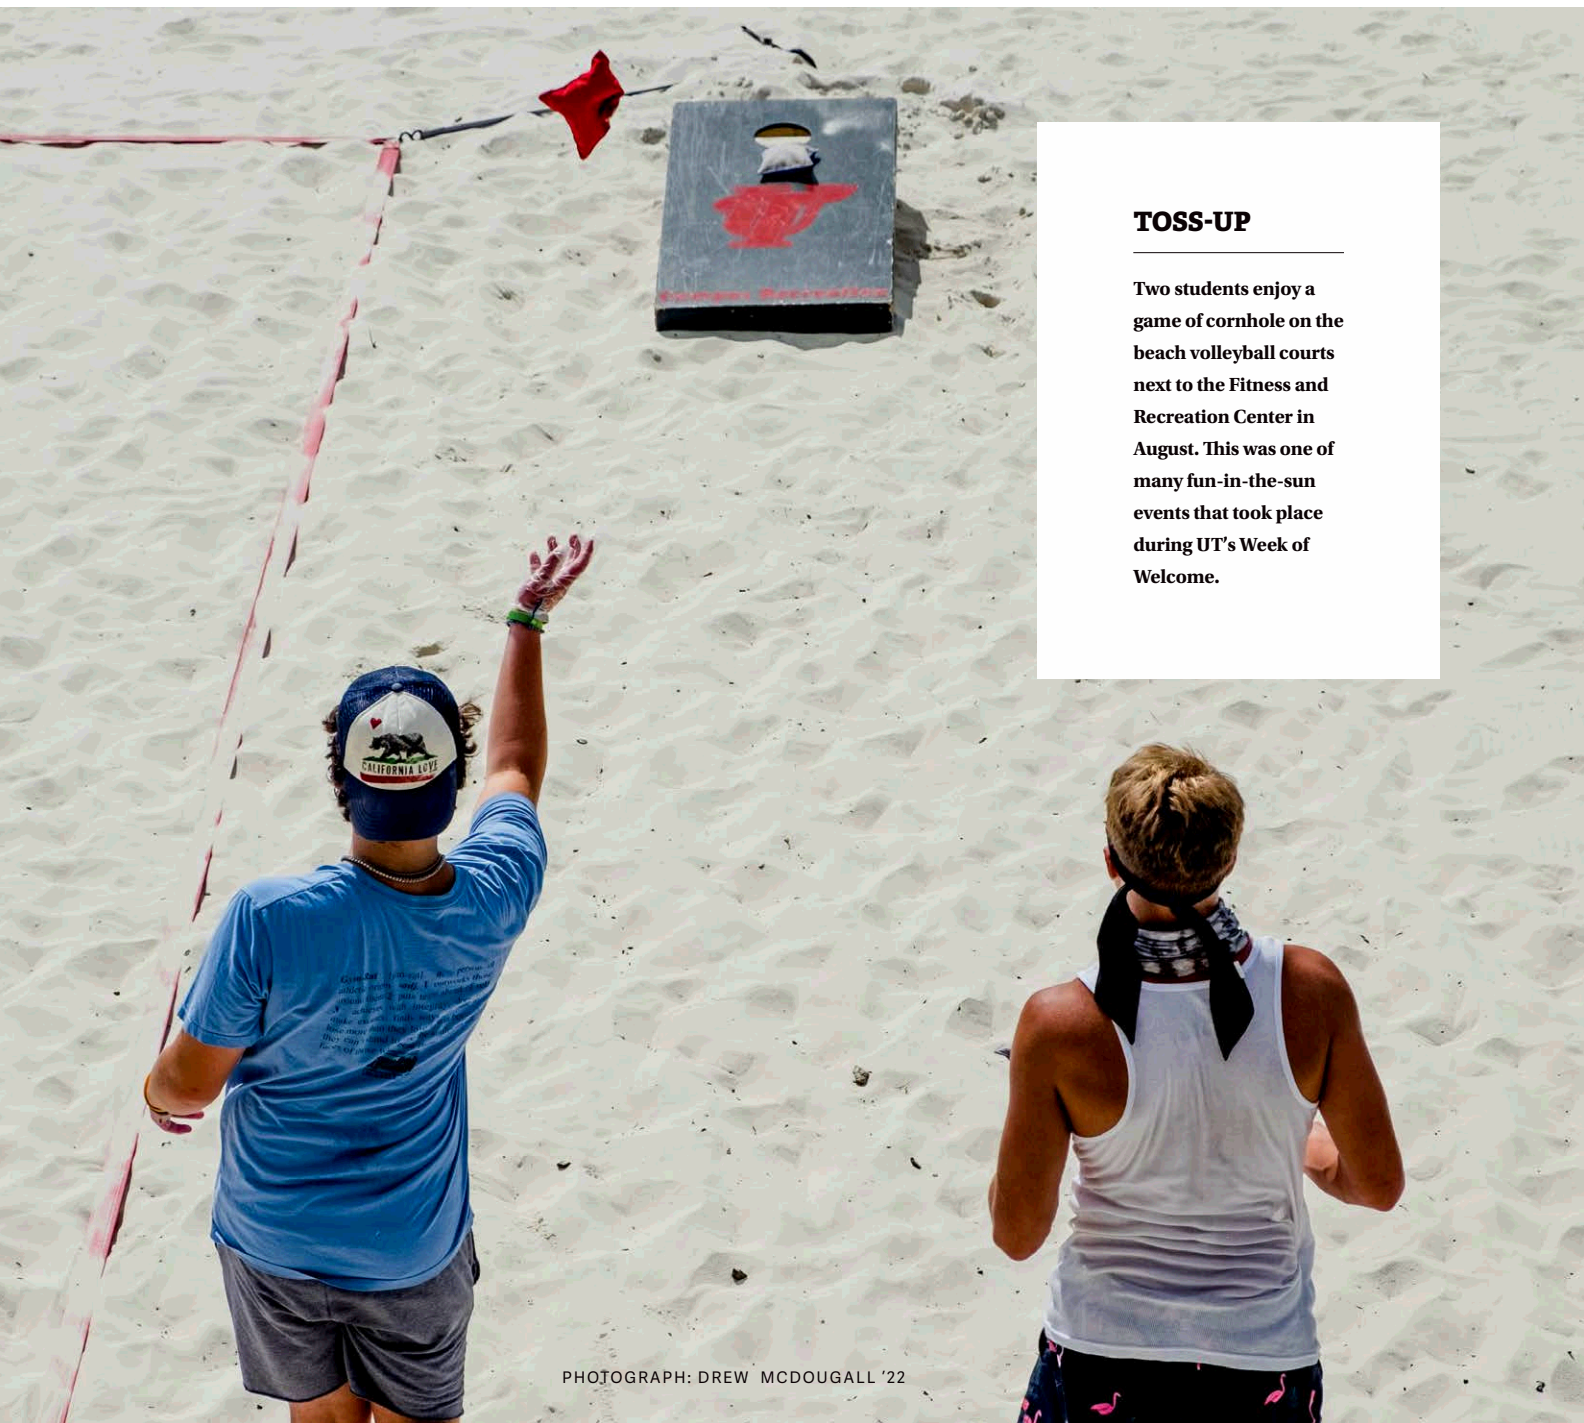 TOSS-UP
Two students enjoy a
game of cornhole on the
beach volleyball courts
next to the Fitness and
Recreation Center in
August. This was one of
many fun-in-the-sun
events that took place
during UT’s Week of
Welcome.
Campus Recreation
CALIFORNIA LOVE
PHOTOGRAPH: DREW MCDOUGALL ’22